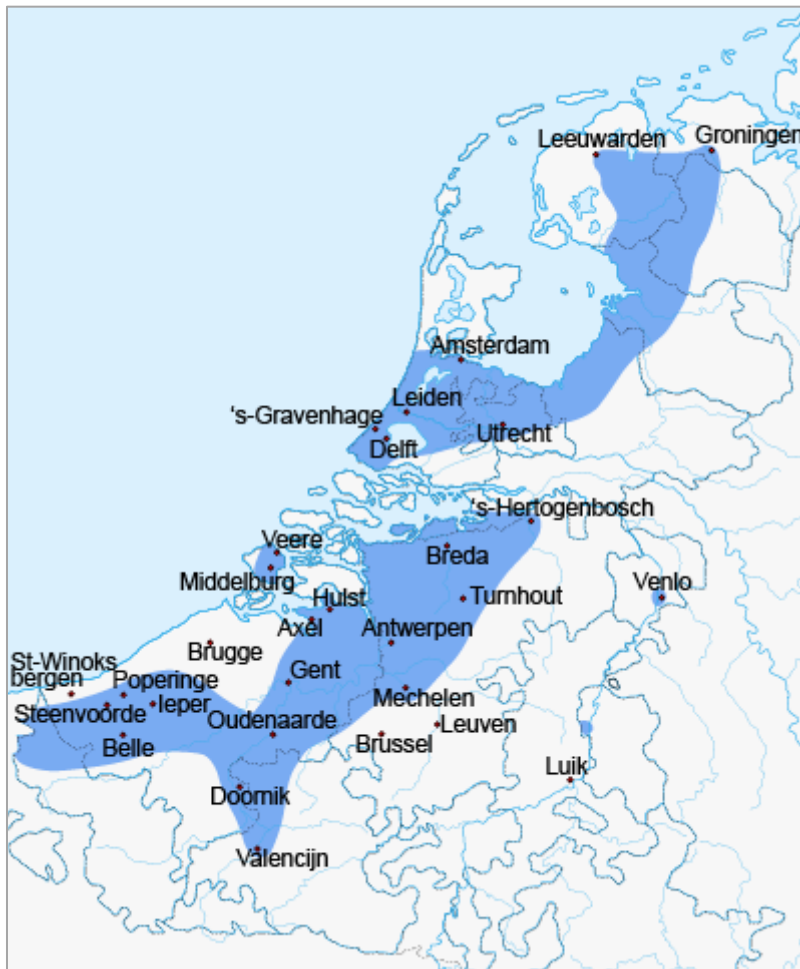 Leeuwarden
Groningen
Amsterdam
Leiden
‘s-Gravenhage
Delft
Utrecht
‘s-Hertogenbosch
Breda
Veere
Middelburg
Hulst
Axel
Turnhout
Venlo
Antwerpen
Brugge
St-Winoks
bergen
Poperinge
Gent
Steenvoorde
Ieper
Mechelen
Oudenaarde
Leuven
Belle
Brussel
Doornik
Luik
Valencijn